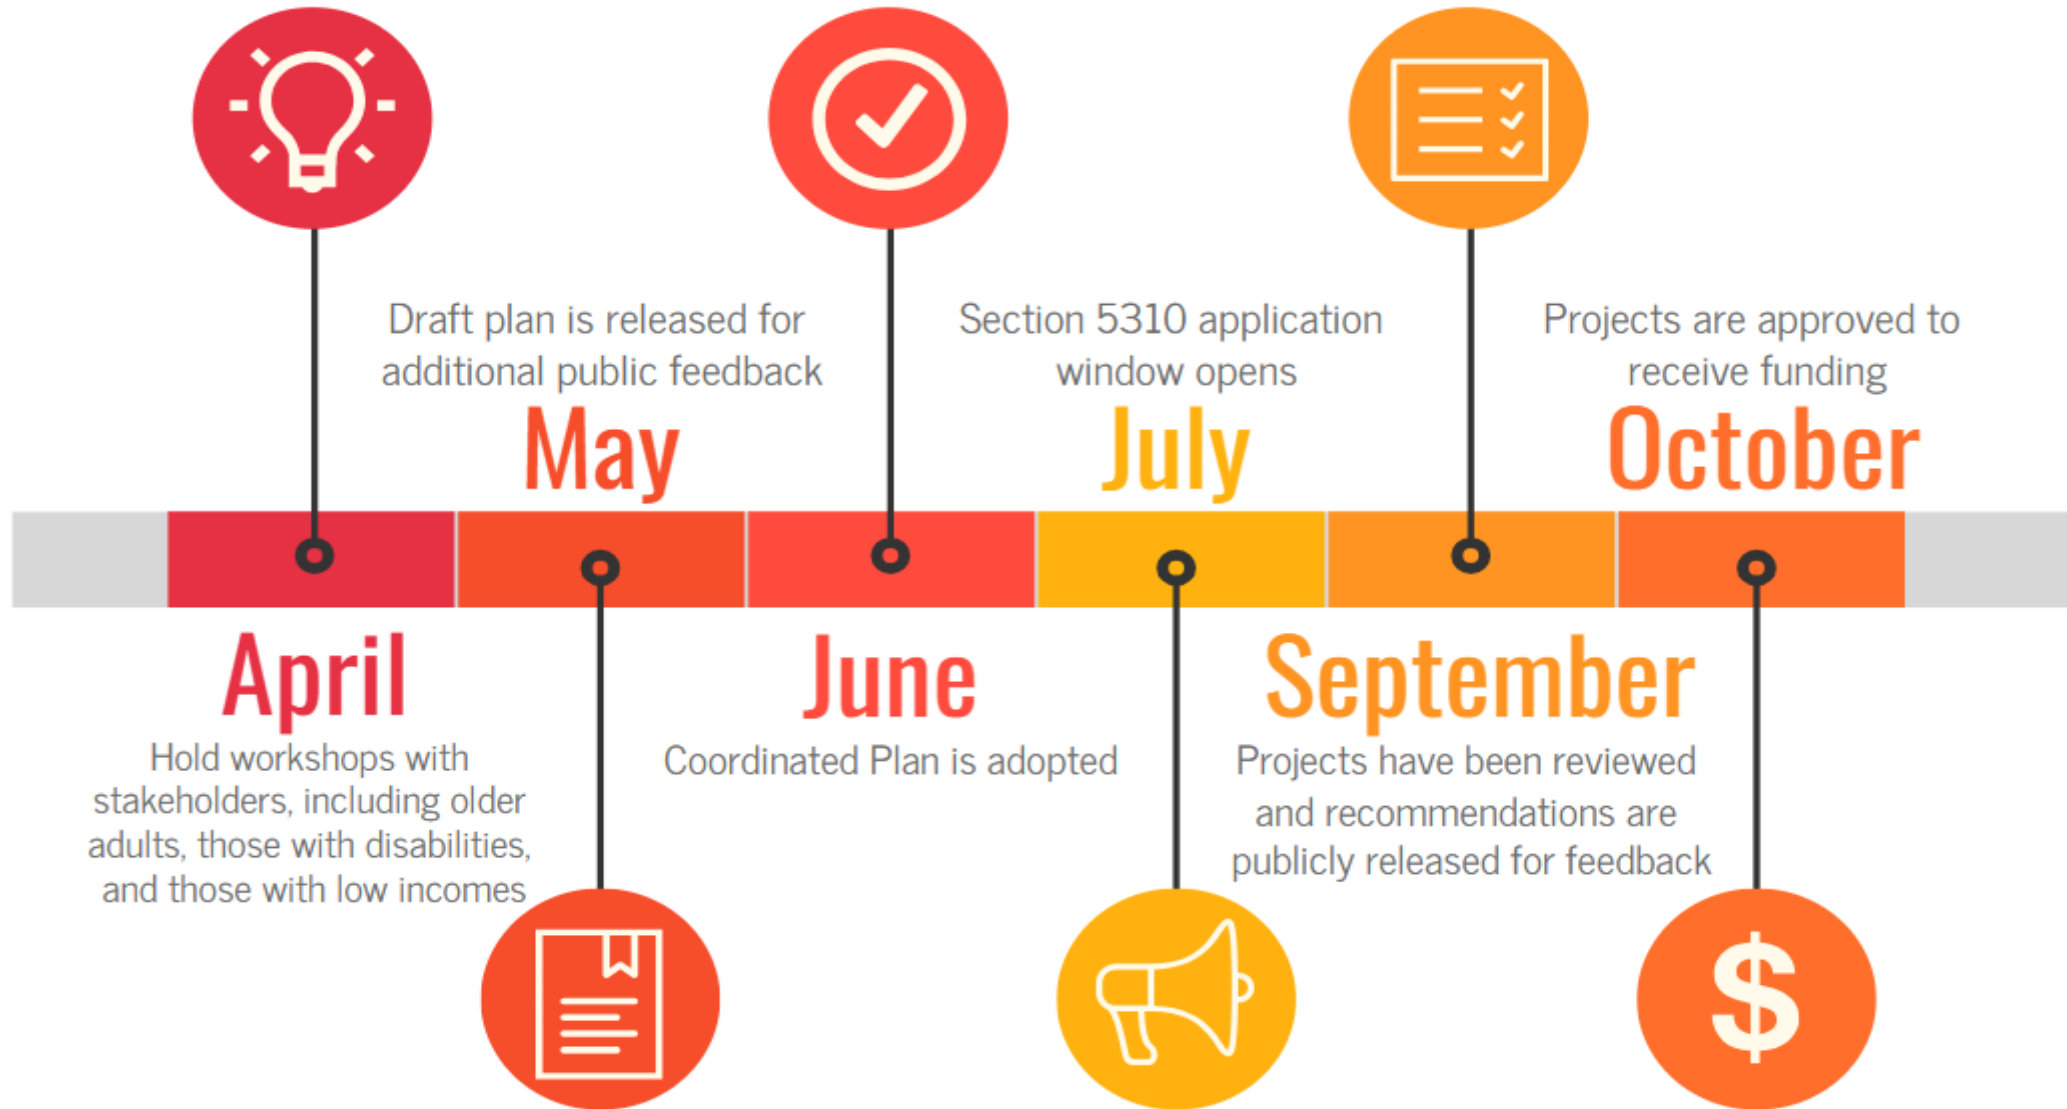 Draft plan is released for
additional public feedback
May
Section 5310 application
window opens
July
Projects are approved to
receive funding
October
April
Hold workshops with
stakeholders, including older
adults, those with disabilities,
and those with low incomes
June
Coordinated Plan is adopted
September
Projects have been reviewed
and recommendations are
publicly released for feedback
$